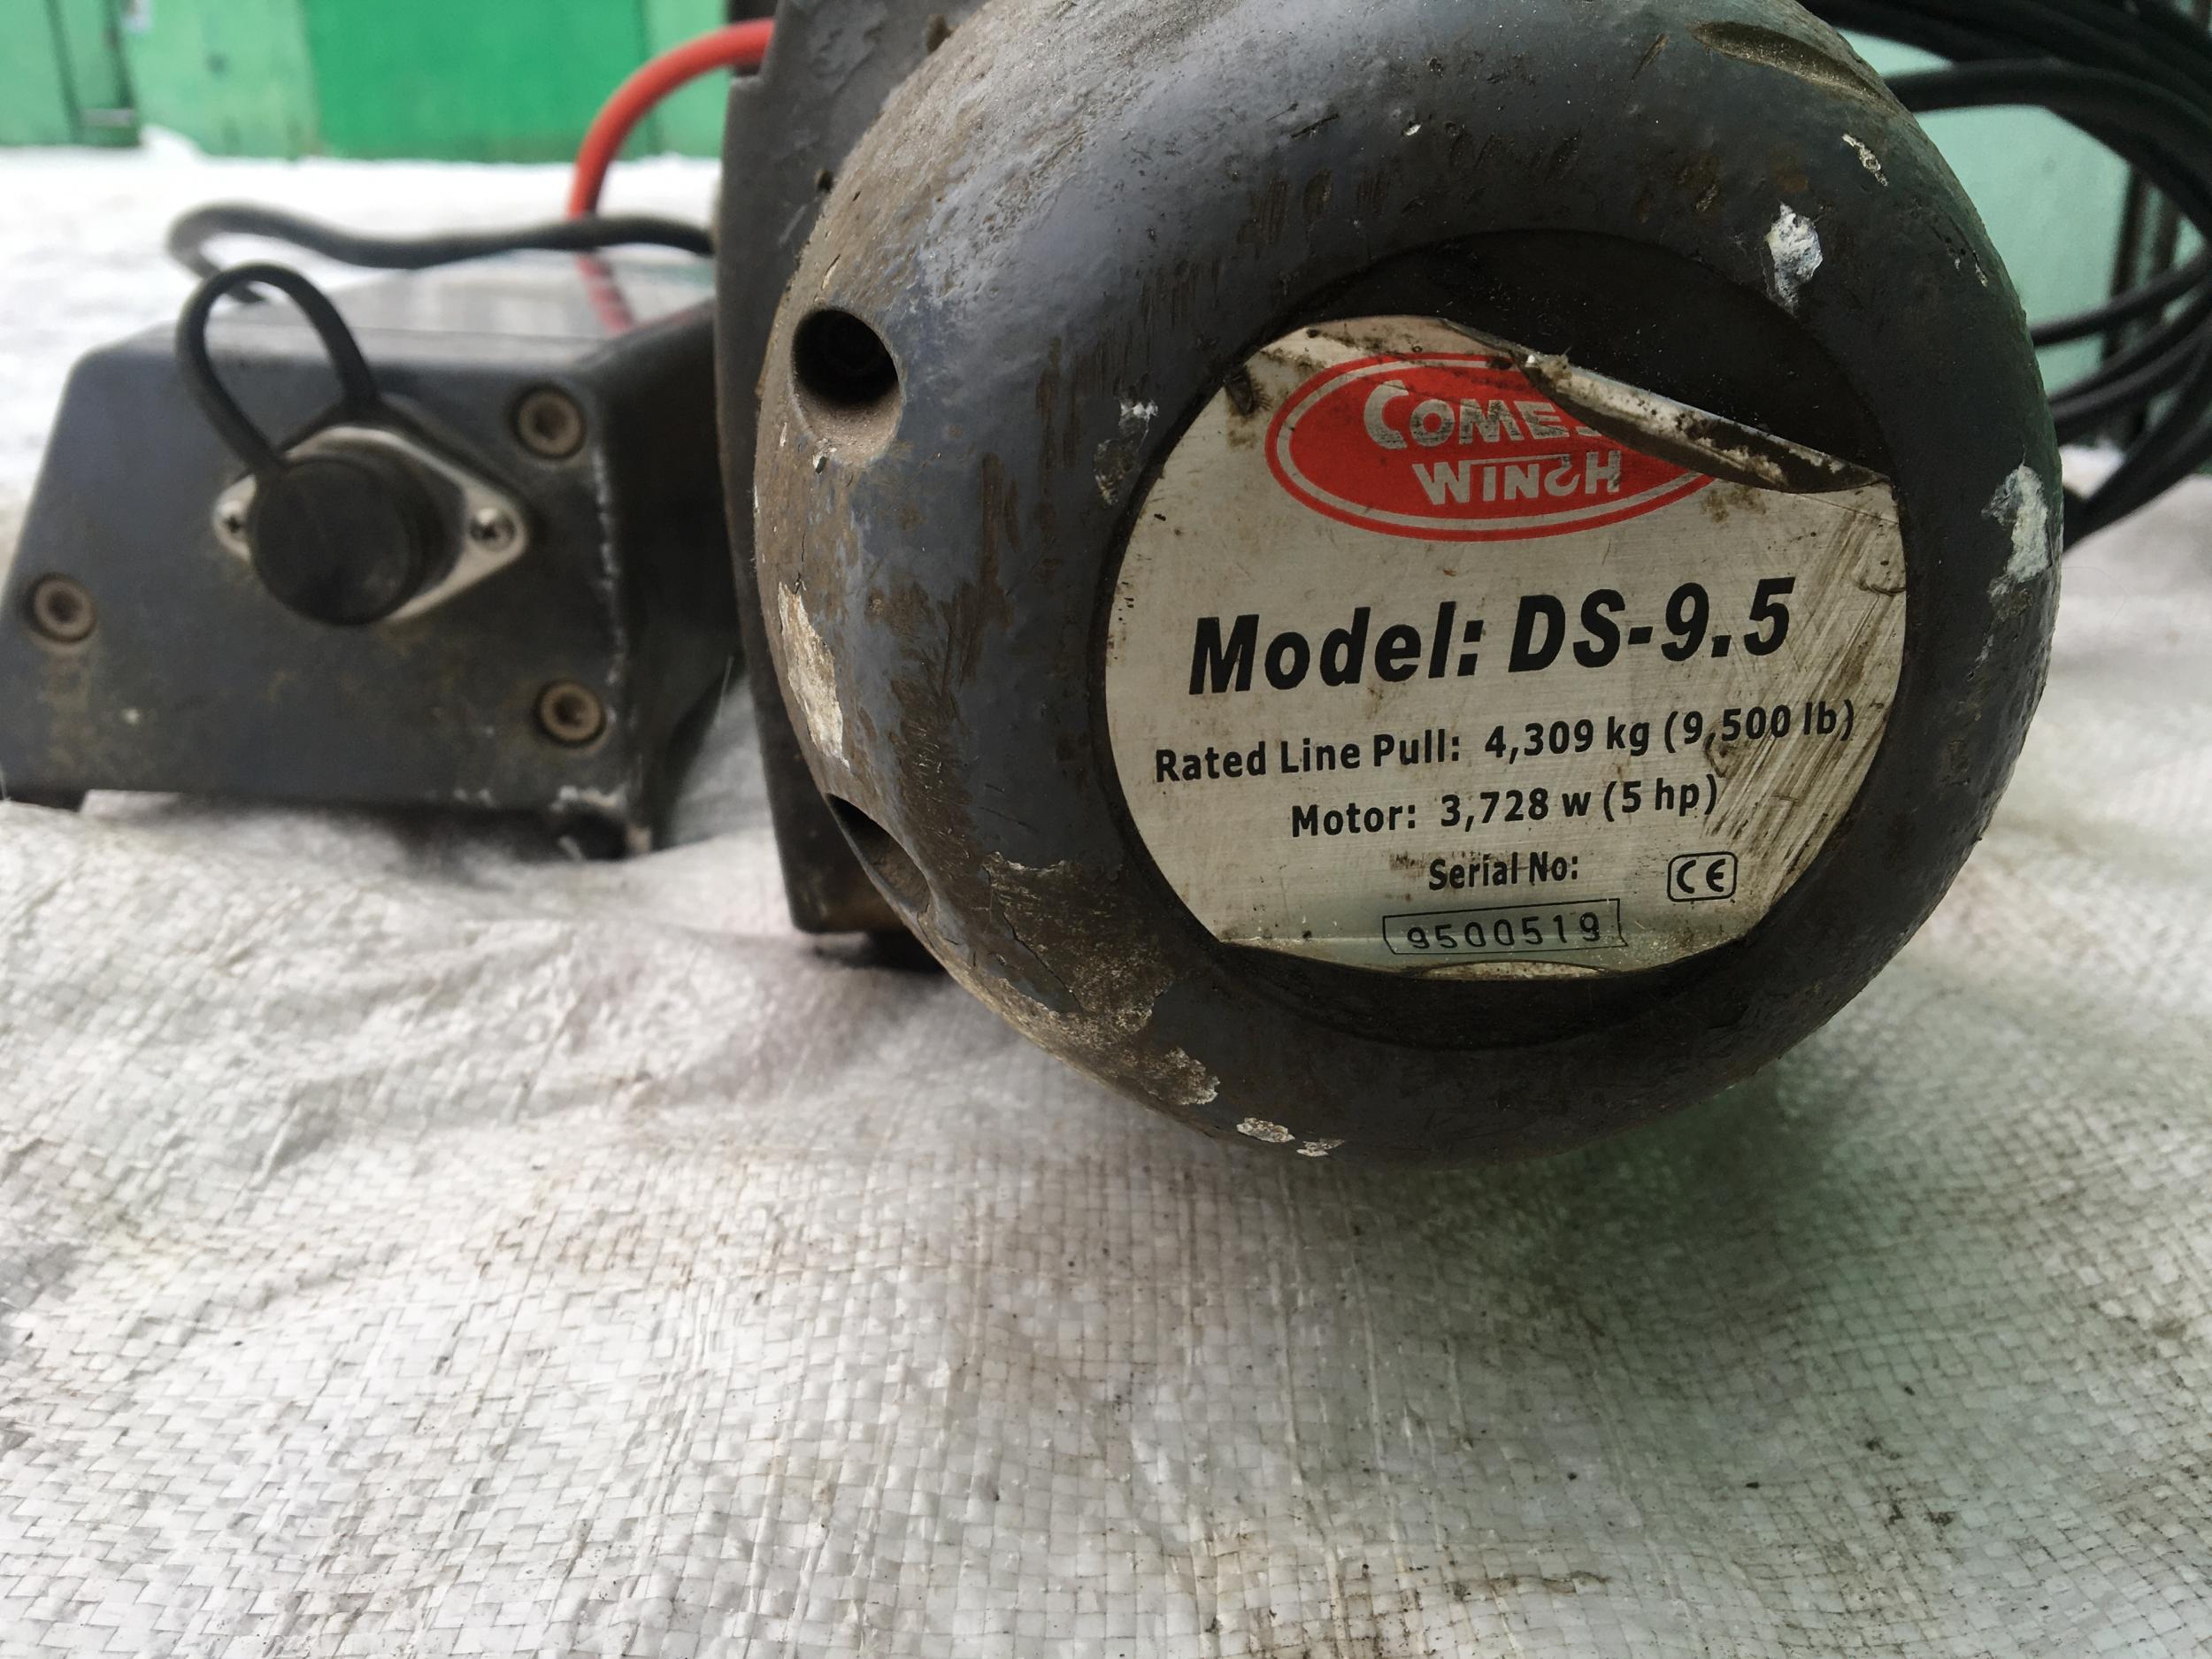 COME
WINCH
Model: DS-9.5
Rated Line Pull: 4,309 kg (9,500 lb)
Motor: 3,728 w (5 hp)
Serial No:
CE
9500519